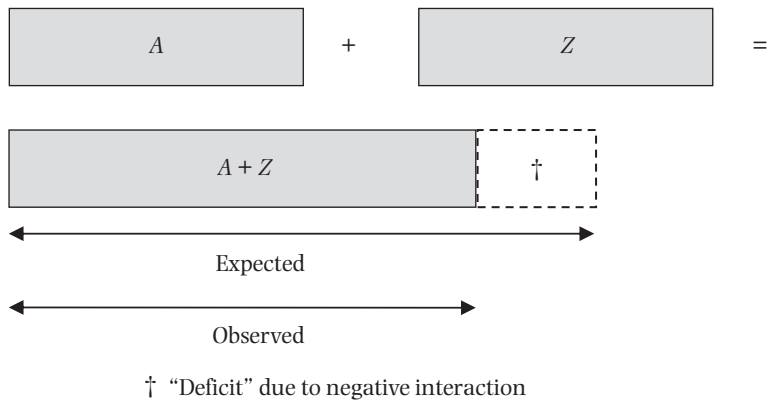 A + Z =
A + Z †
Expected
Observed
† “Deficit” due to negative interaction